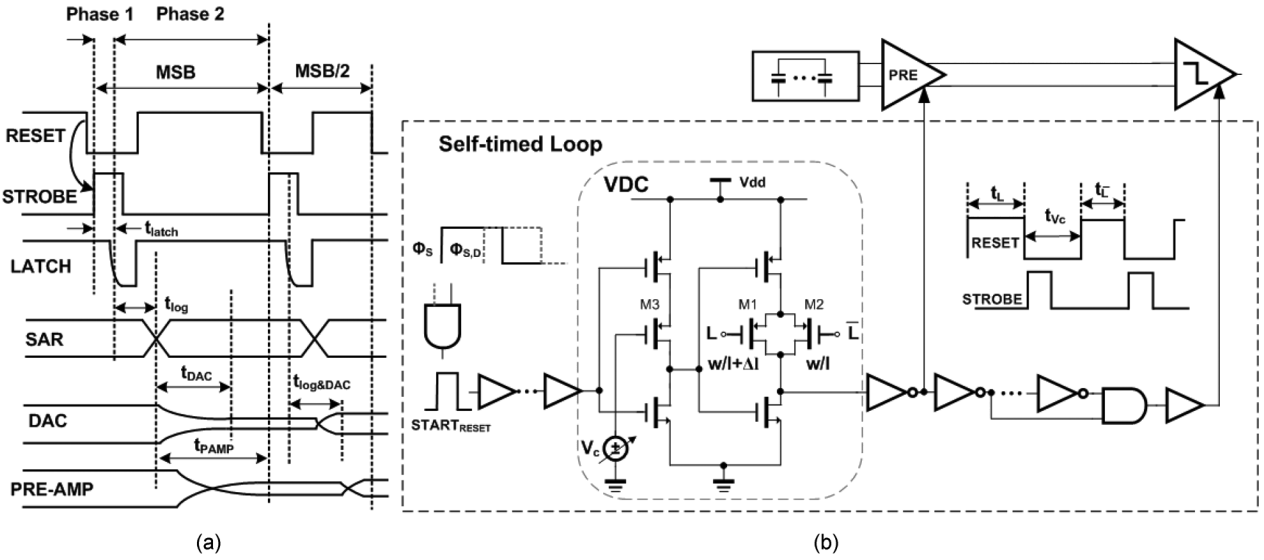 Phase 1 Phase 2
MSB MSB/2
RESET
STROBE
t_latch
LATCH
t_log
SAR
t_DAC
t_log&DAC
DAC
t_PAMP
PRE-AMP
(a)
PRE
Self-timed Loop
VDC
Vdd
Φ_S Φ_S,D
M3 M1 M2
L L̅
w/l+Δl w/l
START_RESET
V_c
t_L t_L̅
t_Vc
RESET
STROBE
(b)